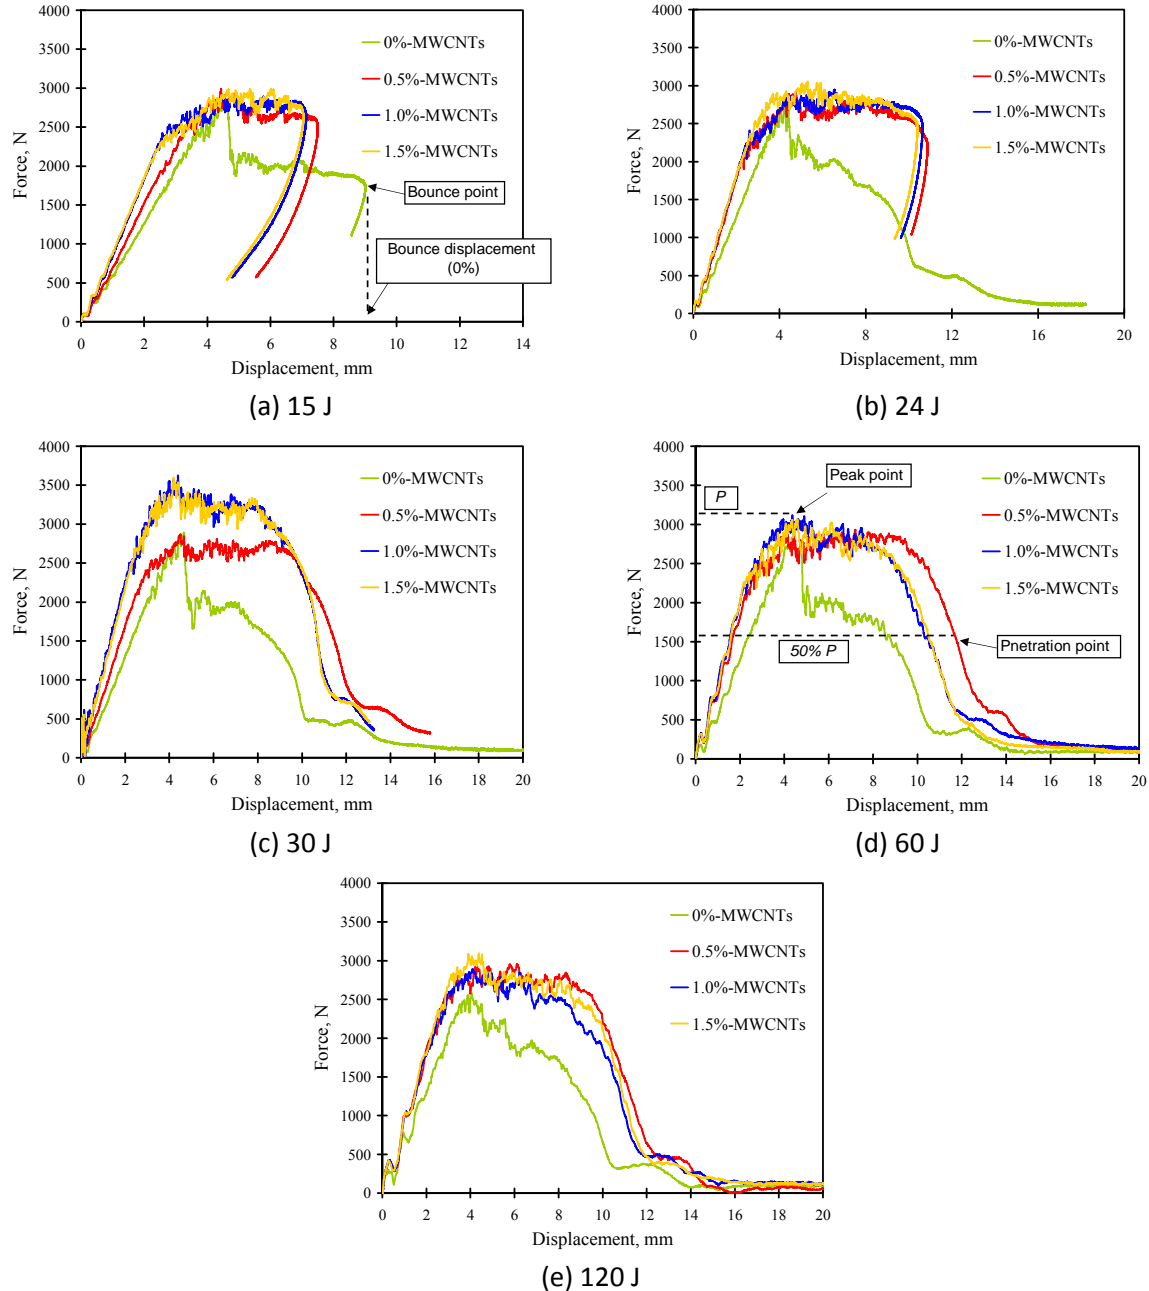 4000
3500
3000
2500
2000
1500
1000
500
0
Force, N
0 2 4 6 8 10 12 14
Displacement, mm
0%-MWCNTs
0.5%-MWCNTs
1.0%-MWCNTs
1.5%-MWCNTs
Bounce point
Bounce displacement
(0%)
(a) 15 J
4000
3500
3000
2500
2000
1500
1000
500
0
Force, N
0 4 8 12 16 20
Displacement, mm
0%-MWCNTs
0.5%-MWCNTs
1.0%-MWCNTs
1.5%-MWCNTs
(b) 24 J
4000
3500
3000
2500
2000
1500
1000
500
0
Force, N
0 2 4 6 8 10 12 14 16 18 20
Displacement, mm
0%-MWCNTs
0.5%-MWCNTs
1.0%-MWCNTs
1.5%-MWCNTs
(c) 30 J
4000
3500
3000
2500
2000
1500
1000
500
0
Force, N
0 2 4 6 8 10 12 14 16 18 20
Displacement, mm
P
Peak point
0%-MWCNTs
0.5%-MWCNTs
1.0%-MWCNTs
1.5%-MWCNTs
50% P
Pnetration point
(d) 60 J
4000
3500
3000
2500
2000
1500
1000
500
0
Force, N
0 2 4 6 8 10 12 14 16 18 20
Displacement, mm
0%-MWCNTs
0.5%-MWCNTs
1.0%-MWCNTs
1.5%-MWCNTs
(e) 120 J